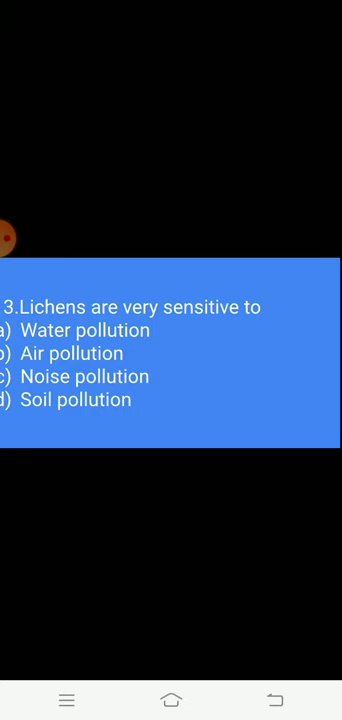 3.Lichens are very sensitive to
a) Water pollution
b) Air pollution
c) Noise pollution
d) Soil pollution